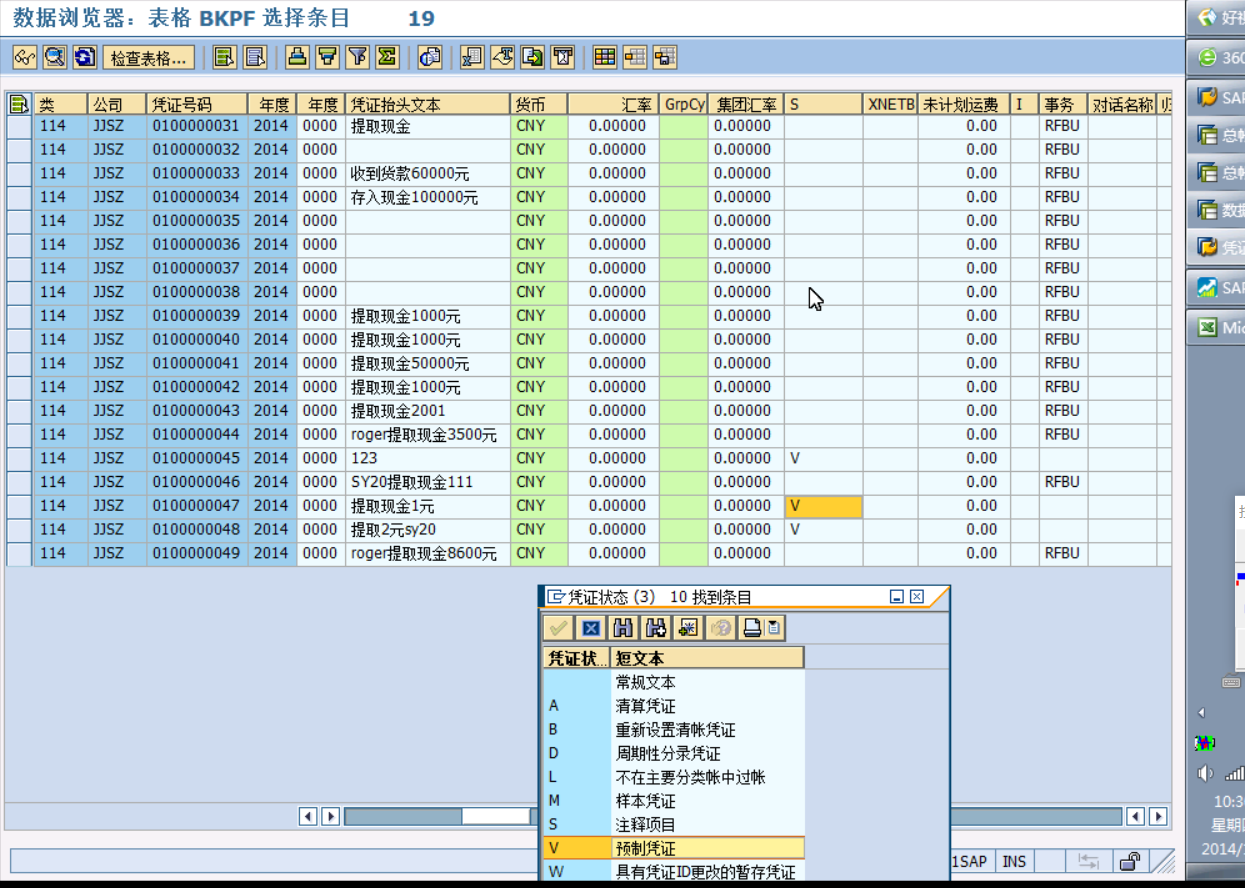 数据浏览器：表格 BKPF 选择条目 19
检查表格...
类 公司 凭证号码 年度 年度 凭证抬头文本 货币 汇率 GrpCy 集团汇率 S XNETB 未计划运费 I 事务 对话名称
114 JJSZ 0100000031 2014 0000 提取现金 CNY 0.00000 0.00000 0.00 RFBU
114 JJSZ 0100000032 2014 0000 CNY 0.00000 0.00000 0.00 RFBU
114 JJSZ 0100000033 2014 0000 收到货款60000元 CNY 0.00000 0.00000 0.00 RFBU
114 JJSZ 0100000034 2014 0000 存入现金100000元 CNY 0.00000 0.00000 0.00 RFBU
114 JJSZ 0100000035 2014 0000 CNY 0.00000 0.00000 0.00 RFBU
114 JJSZ 0100000036 2014 0000 CNY 0.00000 0.00000 0.00 RFBU
114 JJSZ 0100000037 2014 0000 CNY 0.00000 0.00000 0.00 RFBU
114 JJSZ 0100000038 2014 0000 CNY 0.00000 0.00000 0.00 RFBU
114 JJSZ 0100000039 2014 0000 提取现金1000元 CNY 0.00000 0.00000 0.00 RFBU
114 JJSZ 0100000040 2014 0000 提取现金1000元 CNY 0.00000 0.00000 0.00 RFBU
114 JJSZ 0100000041 2014 0000 提取现金50000元 CNY 0.00000 0.00000 0.00 RFBU
114 JJSZ 0100000042 2014 0000 提取现金1000元 CNY 0.00000 0.00000 0.00 RFBU
114 JJSZ 0100000043 2014 0000 提取现金2001 CNY 0.00000 0.00000 0.00 RFBU
114 JJSZ 0100000044 2014 0000 roger提取现金3500元 CNY 0.00000 0.00000 0.00 RFBU
114 JJSZ 0100000045 2014 0000 123 CNY 0.00000 0.00000 V 0.00
114 JJSZ 0100000046 2014 0000 SY20提取现金111 CNY 0.00000 0.00000 0.00 RFBU
114 JJSZ 0100000047 2014 0000 提取现金1元 CNY 0.00000 0.00000 V 0.00
114 JJSZ 0100000048 2014 0000 提取2元sy20 CNY 0.00000 0.00000 V 0.00
114 JJSZ 0100000049 2014 0000 roger提取现金8600元 CNY 0.00000 0.00000 0.00 RFBU
凭证状态 (3) 10 找到条目
凭证状... 短文本
常规文本
A 清算凭证
B 重新设置清帐凭证
D 周期性分录凭证
L 不在主要分类帐中过帐
M 样本凭证
S 注释项目
V 预制凭证
W 具有凭证ID更改的暂存凭证
1SAP INS
好视
360
SAP
总帐
总帐
数据
凭证
SAP
Mic
10:3
星期
2014/